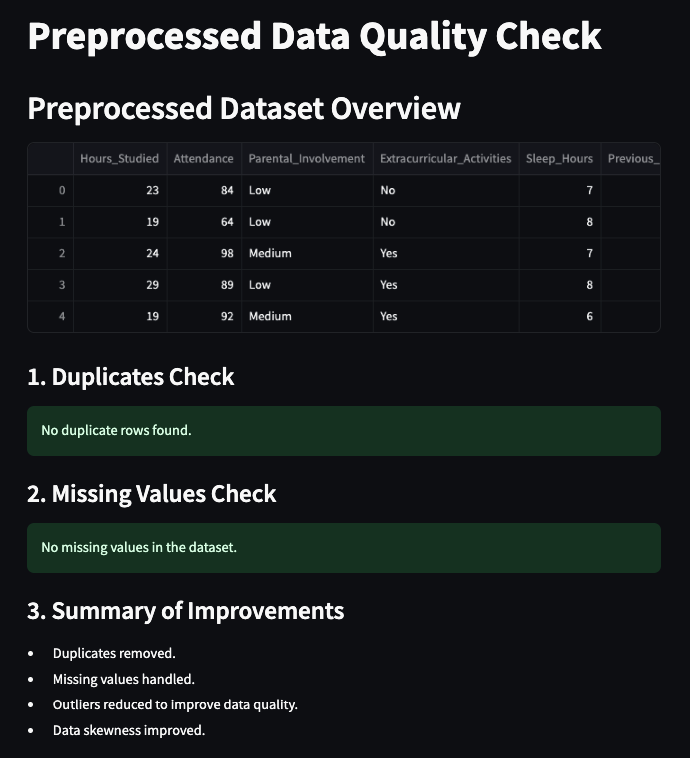 Preprocessed Data Quality Check
Preprocessed Dataset Overview
Hours_Studied Attendance Parental_Involvement Extracurricular_Activities Sleep_Hours Previous_
0 23 84 Low No 7
1 19 64 Low No 8
2 24 98 Medium Yes 7
3 29 89 Low Yes 8
4 19 92 Medium Yes 6
1. Duplicates Check
No duplicate rows found.
2. Missing Values Check
No missing values in the dataset.
3. Summary of Improvements
• Duplicates removed.
• Missing values handled.
• Outliers reduced to improve data quality.
• Data skewness improved.